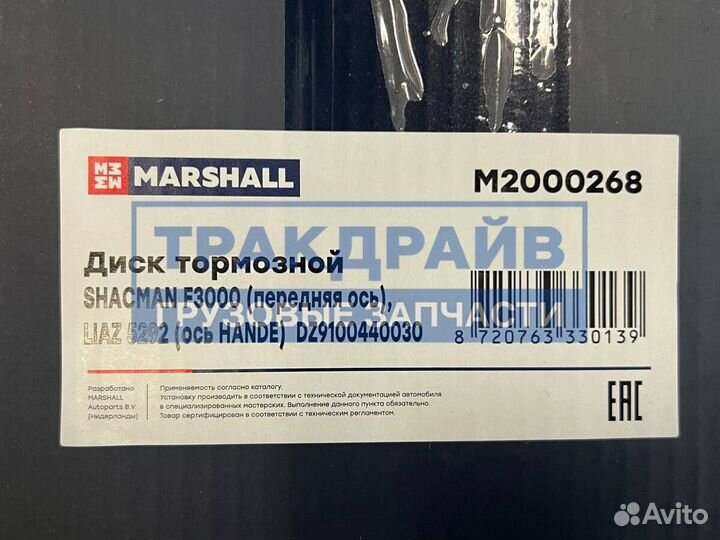 MARSHALL
M2000268
ТРАКДРАЙВ
ГРУЗОВЫЕ ЗАПЧАСТИ
Диск тормозной
SHACMAN F3000 (передняя ось),
LIAZ 5292 (ось HANDE) DZ9100440030
8 720763 330139
Разработано
MARSHALL
Autoparts B.V.
(Нидерланды)
Применяемость согласно каталогу.
Установку производить в соответствии с технической документацией автомобиля
в специализированных мастерских. Выполнение данного пункта обязательно.
Товар сертифицирован в соответствии с техническим регламентом.
EAC
Avito